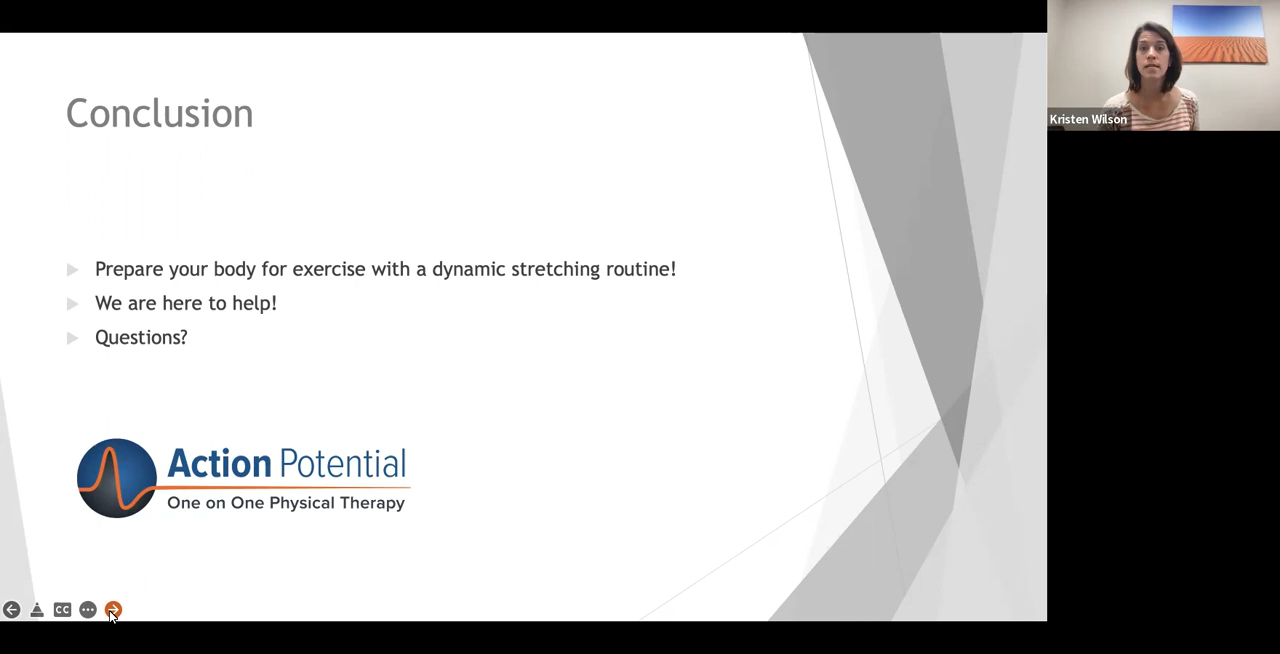 Conclusion
Prepare your body for exercise with a dynamic stretching routine!
We are here to help!
Questions?
Action Potential
One on One Physical Therapy
CC
Kristen Wilson